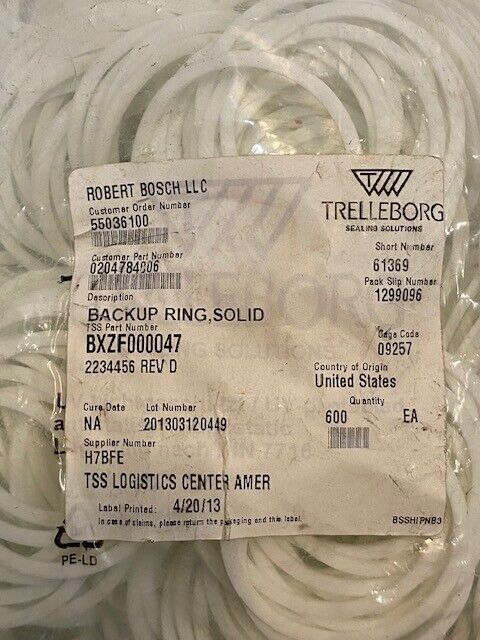 ROBERT BOSCH LLC
Customer Order Number
55036100
TRELLEBORG
SEALING SOLUTIONS
Customer Part Number
0204784006
Short Number
61369
Pack Slip Number
1299096
Description
BACKUP RING,SOLID
TSS Part Number
BXZF000047
2234456 REV D
Cage Code
09257
Country of Origin
United States
Cure Date Lot Number
NA 201303120449
Quantity
600 EA
Supplier Number
H7BFE
TSS LOGISTICS CENTER AMER
Label Printed: 4/20/13
In case of claims, please return the packaging and this label.
BSSHIPNB3
PE-LD